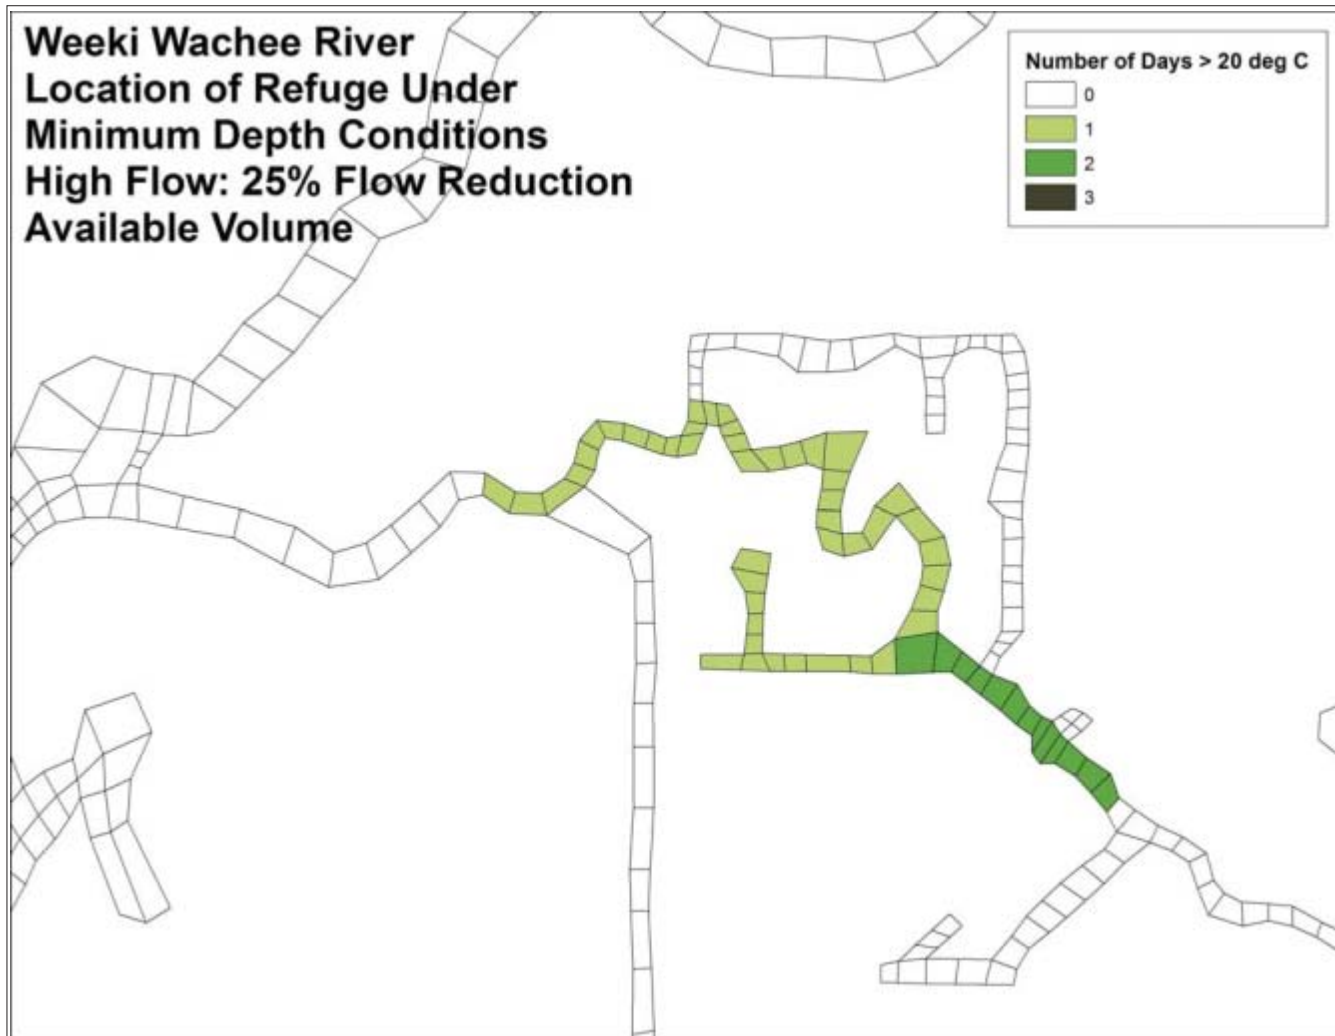 Weeki Wachee River
Location of Refuge Under
Minimum Depth Conditions
High Flow: 25% Flow Reduction
Available Volume
Number of Days > 20 deg C
0
1
2
3